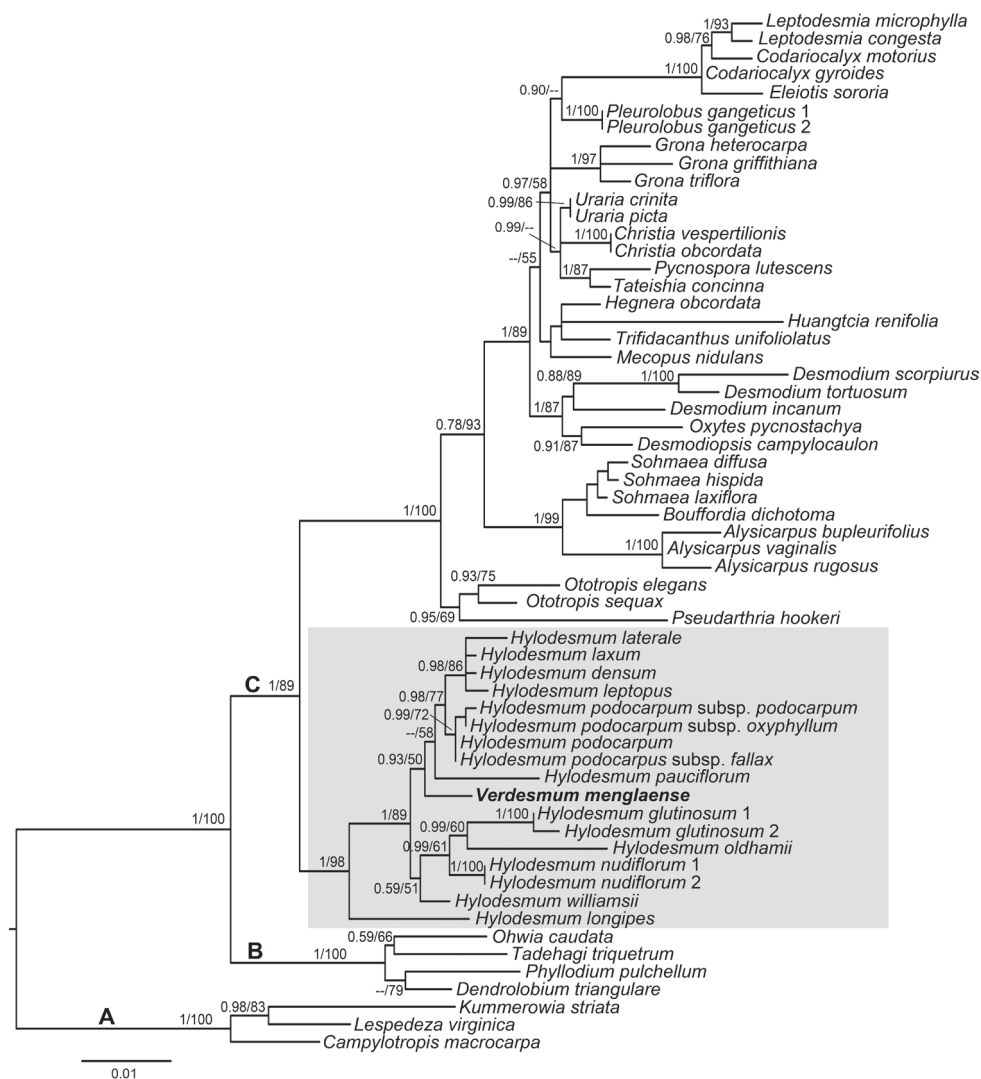 1/93
Leptodesmia microphylla
0.98/76
Leptodesmia congesta
Codariocalyx motorius
1/100
Codariocalyx gyroides
Eleiotis sororia
0.90/--
1/100
Pleurolobus gangeticus 1
Pleurolobus gangeticus 2
Grona heterocarpa
1/97
Grona griffithiana
Grona triflora
0.97/58
0.99/86
Uraria crinita
Uraria picta
0.99/--
1/100
Christia vespertilionis
Christia obcordata
--/55
1/87
Pycnospora lutescens
Tateishia concinna
Hegnera obcordata
Huangtcia renifolia
1/89
Trifidacanthus unifoliolatus
Mecopus nidulans
0.88/89
1/100
Desmodium scorpiurus
Desmodium tortuosum
1/87
Desmodium incanum
Oxytes pycnostachya
0.91/87
Desmodiopsis campylocaulon
0.78/93
Sohmaea diffusa
Sohmaea hispida
Sohmaea laxiflora
1/99
Bouffordia dichotoma
Alysicarpus bupleurifolius
1/100
Alysicarpus vaginalis
Alysicarpus rugosus
1/100
0.93/75
Ototropis elegans
Ototropis sequax
0.95/69
Pseudarthria hookeri
Hylodesmum laterale
Hylodesmum laxum
0.98/86
Hylodesmum densum
Hylodesmum leptopus
C 1/89
0.98/77
Hylodesmum podocarpum subsp. podocarpum
0.99/72
Hylodesmum podocarpum subsp. oxyphyllum
--/58
Hylodesmum podocarpum
Hylodesmum podocarpus subsp. fallax
0.93/50
Hylodesmum pauciflorum
Verdesmum menglaense
1/89
1/100
Hylodesmum glutinosum 1
0.99/60
Hylodesmum glutinosum 2
0.99/61
Hylodesmum oldhamii
1/98
1/100
Hylodesmum nudiflorum 1
Hylodesmum nudiflorum 2
0.59/51
Hylodesmum williamsii
Hylodesmum longipes
1/100
0.59/66
Ohwia caudata
B
1/100
Tadehagi triquetrum
Phyllodium pulchellum
--/79
Dendrolobium triangulare
0.98/83
Kummerowia striata
A
1/100
Lespedeza virginica
Campylotropis macrocarpa
0.01